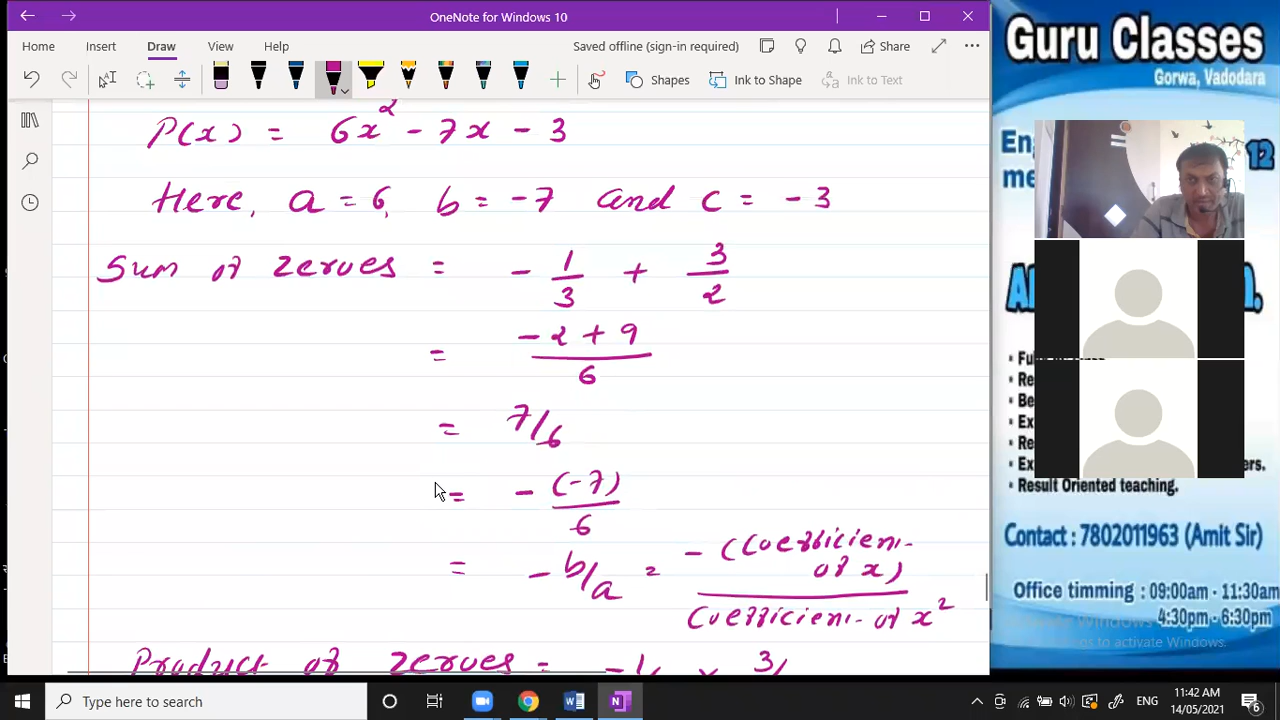 OneNote for Windows 10
Home Insert Draw View Help Saved offline (sign-in required) Share
Shapes Ink to Shape Ink to Text
P(x) = 6x² - 7x - 3
Here, a = 6, b = -7 and c = -3
Sum of zeroes = - 1/3 + 3/2
= (-2 + 9)/6
= 7/6
= - (-7)/6
= - b/a = - (Coefficient of x) / Coefficient of x²
Product of zeroes =
Guru Classes
Gorwa, Vadodara
12
• Result Oriented teaching.
Contact : 7802011963 (Amit Sir)
Office timming : 09:00am - 11:30am
4:30pm - 6:30pm
Type here to search
ENG
11:42 AM
14/05/2021
6